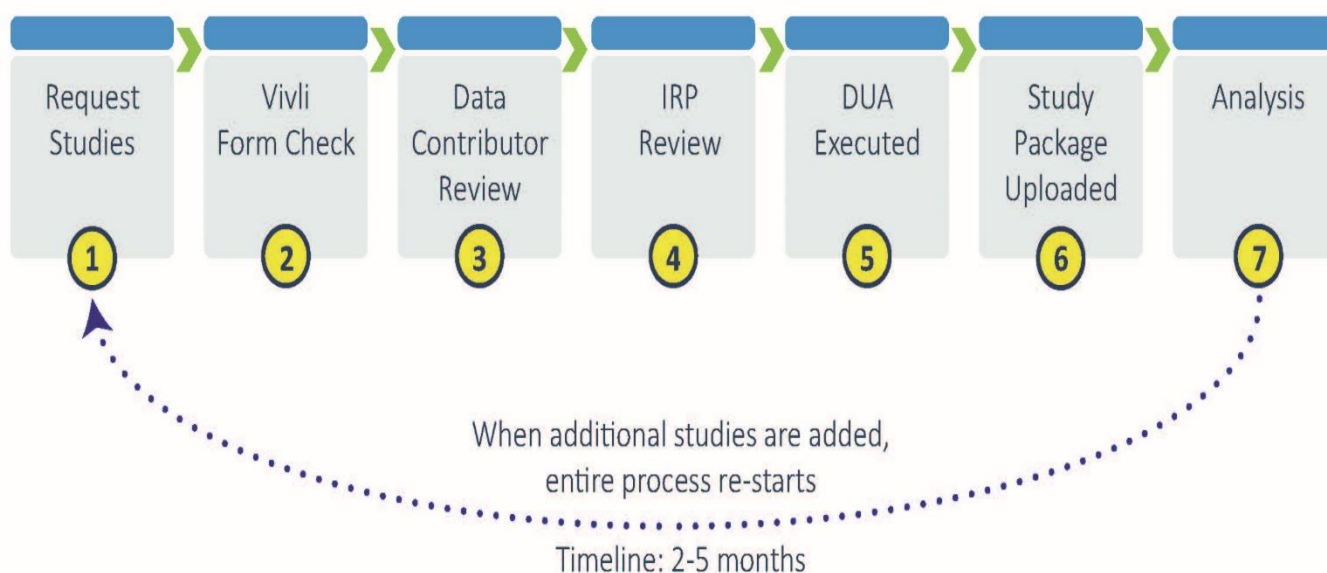 Request
Studies
1
Vivli
Form Check
2
Data
Contributor
Review
3
IRP
Review
4
DUA
Executed
5
Study
Package
Uploaded
6
Analysis
7
When additional studies are added,
entire process re-starts
Timeline: 2-5 months